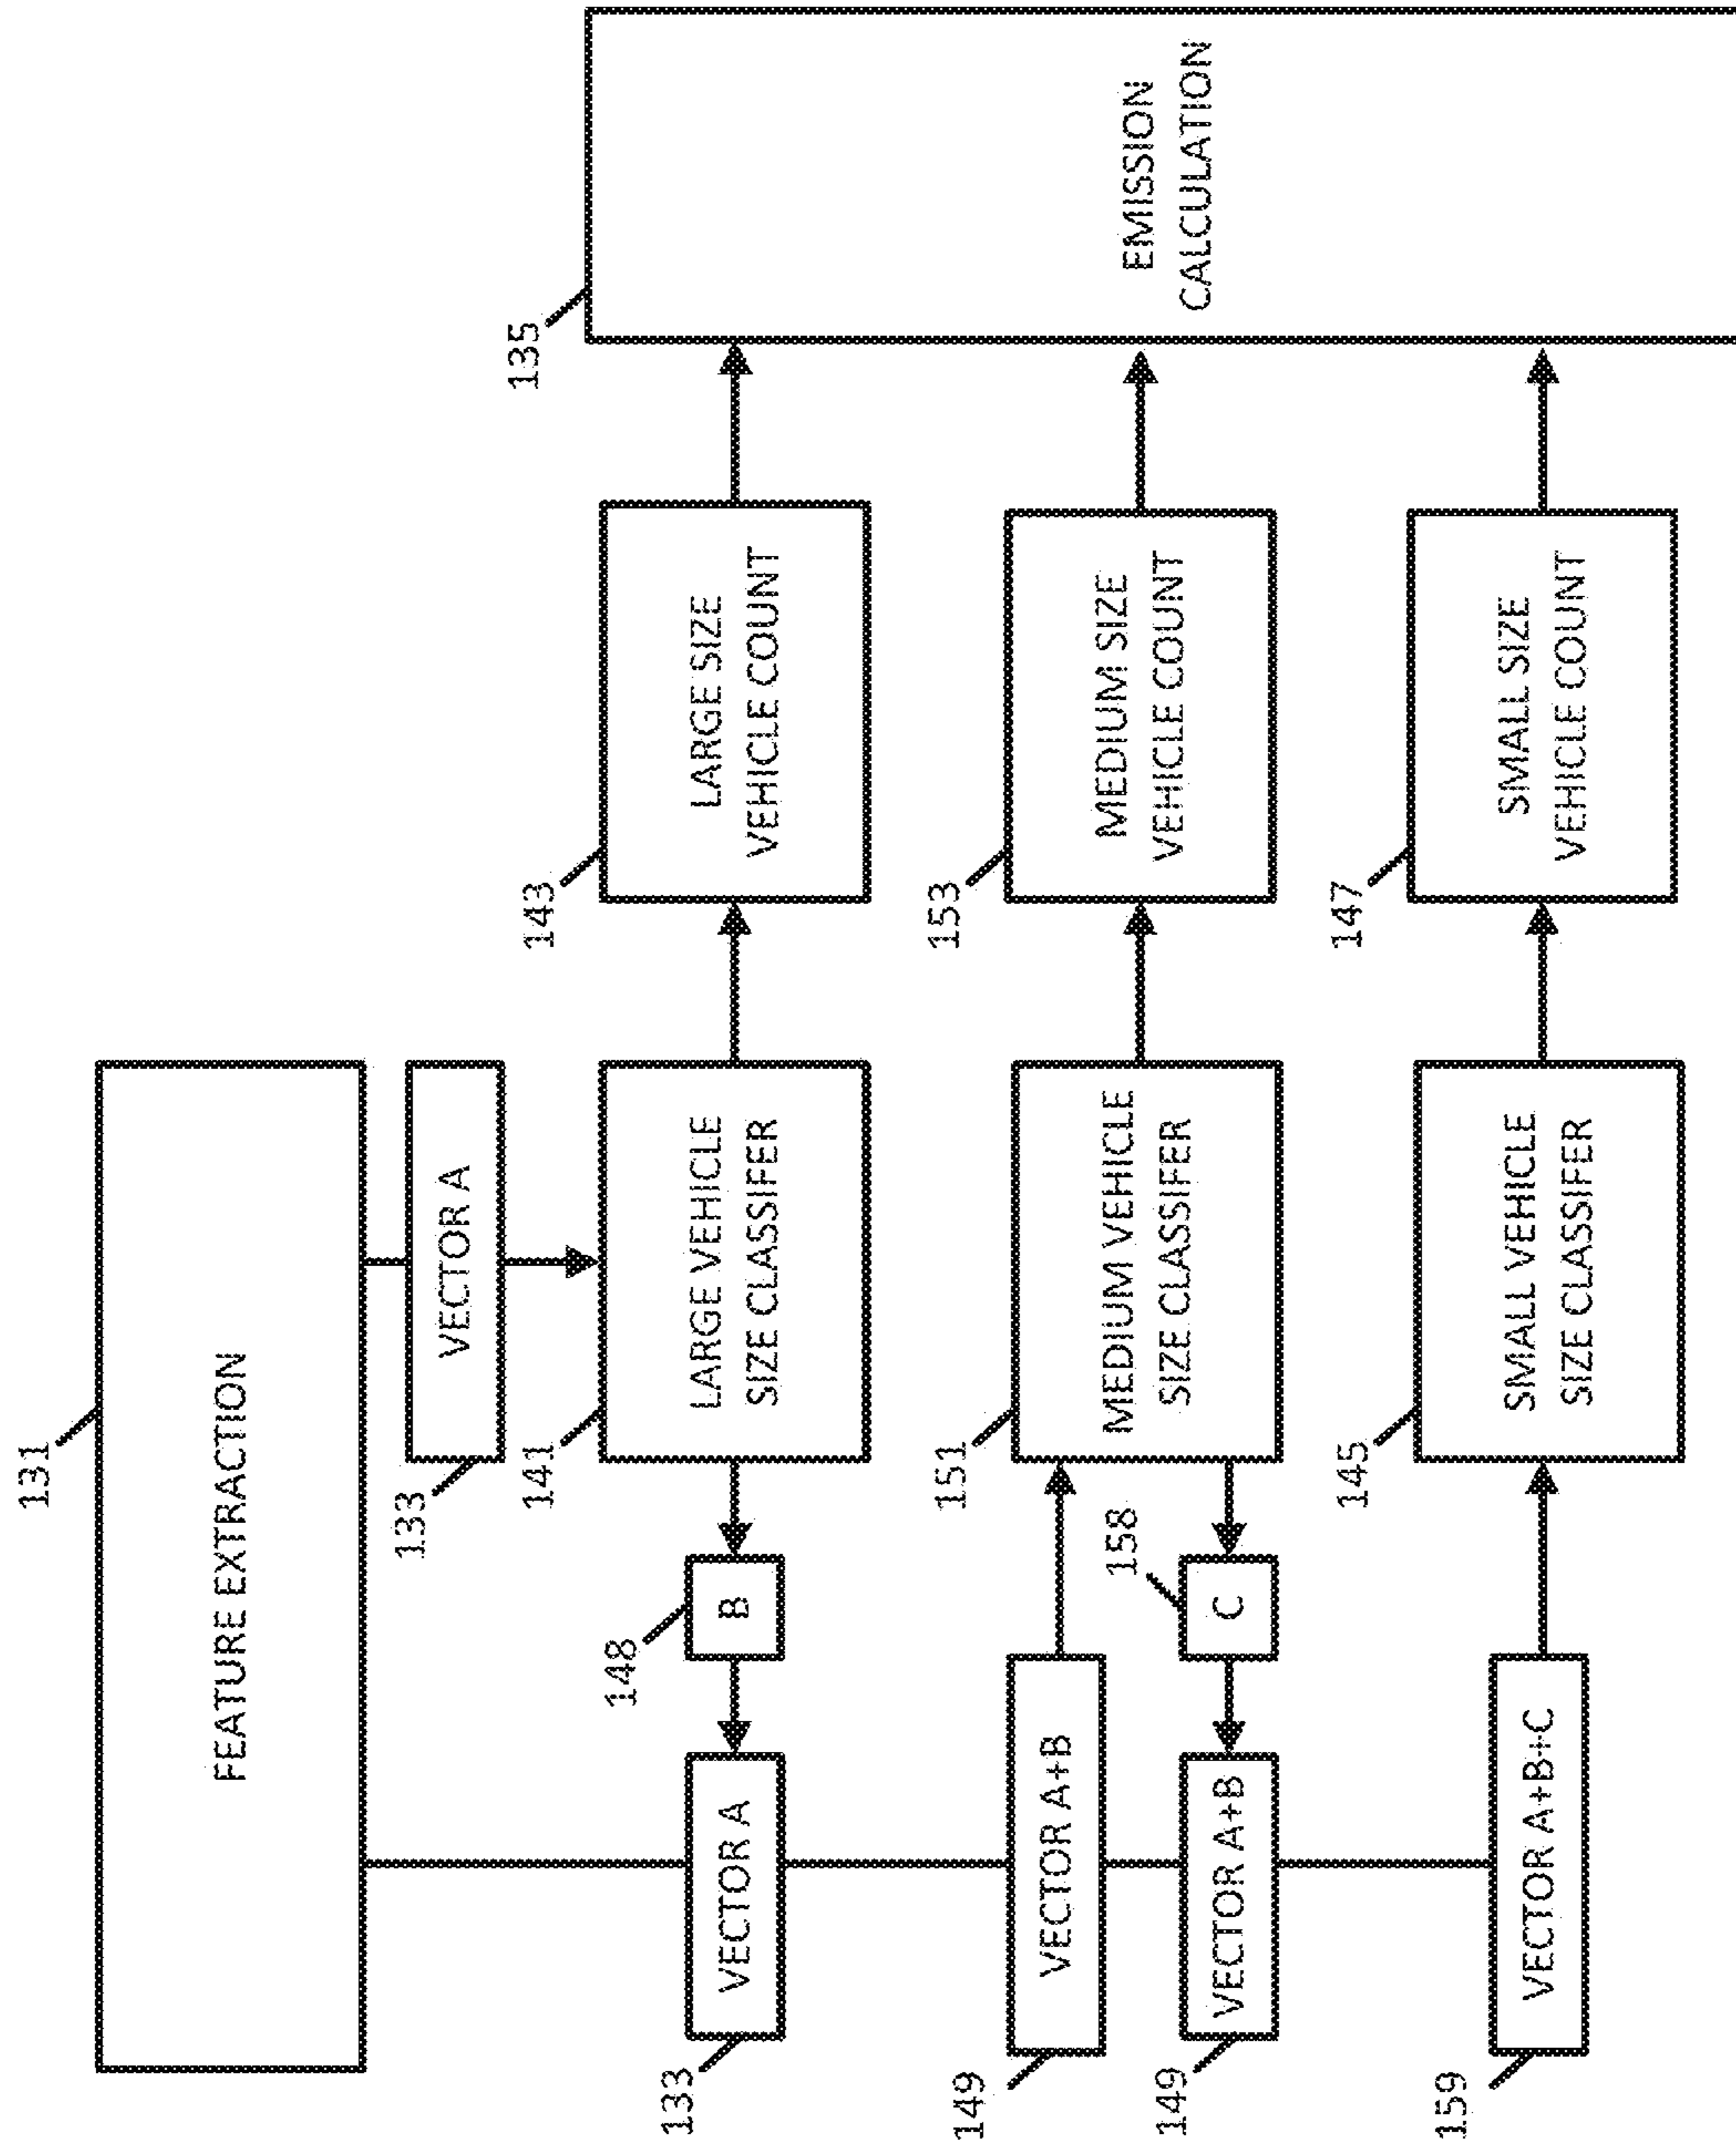 131
FEATURE EXTRACTION
133
VECTOR A
141
LARGE VEHICLE
SIZE CLASSIFER
143
LARGE SIZE
VEHICLE COUNT
135
EMISSION
CALCULATION
148
B
133
VECTOR A
149
VECTOR A+B
151
MEDIUM VEHICLE
SIZE CLASSIFER
153
MEDIUM SIZE
VEHICLE COUNT
158
C
149
VECTOR A+B
159
VECTOR A+B+C
145
SMALL VEHICLE
SIZE CLASSIFER
147
SMALL SIZE
VEHICLE COUNT